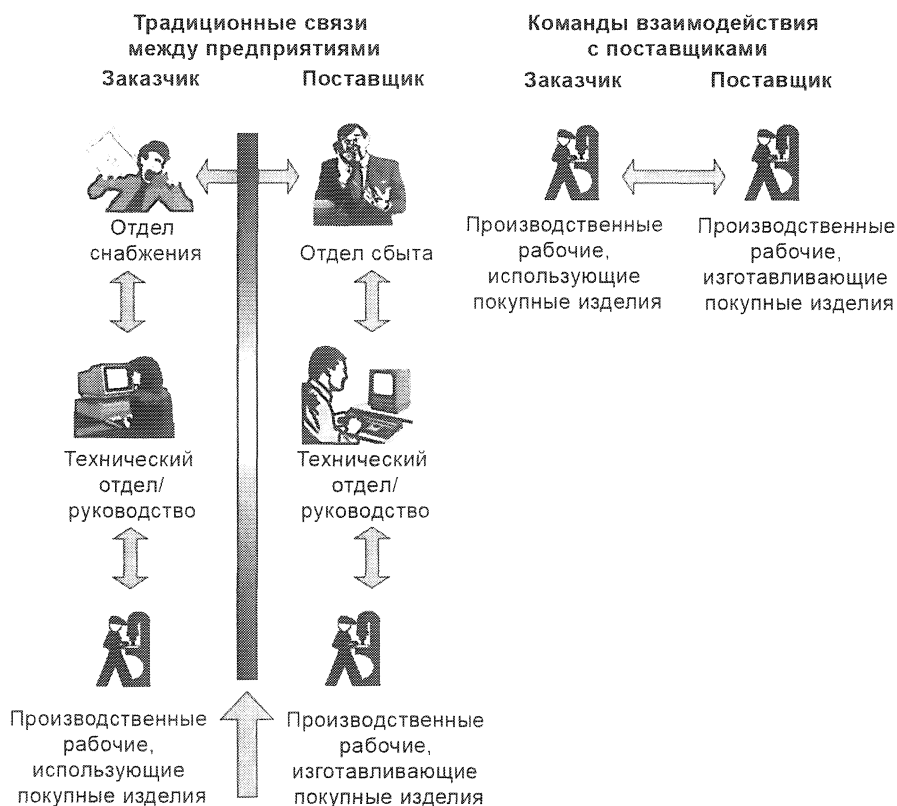 Традиционные связи
между предприятиями
Заказчик
Поставщик
Отдел
снабжения
Отдел сбыта
Технический
отдел/
руководство
Технический
отдел/
руководство
Производственные
рабочие,
использующие
покупные изделия
Производственные
рабочие,
изготавливающие
покупные изделия
Команды взаимодействия
с поставщиками
Заказчик
Поставщик
Производственные
рабочие,
использующие
покупные изделия
Производственные
рабочие,
изготавливающие
покупные изделия